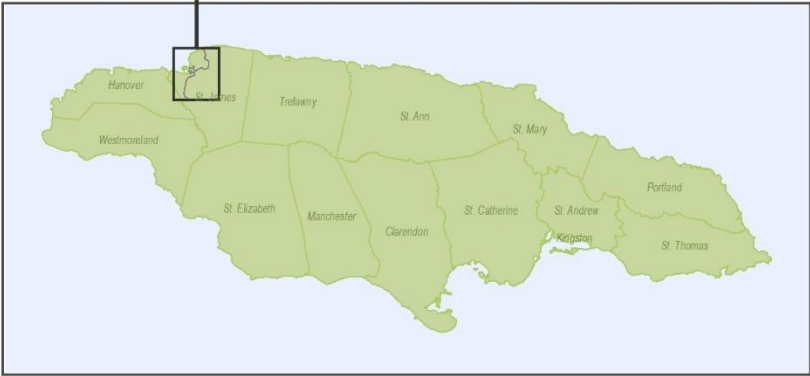 Hanover
St. James
Trelawny
St. Ann
St. Mary
Westmoreland
Portland
St. Elizabeth
Manchester
Clarendon
St. Catherine
St. Andrew
Kingston
St. Thomas